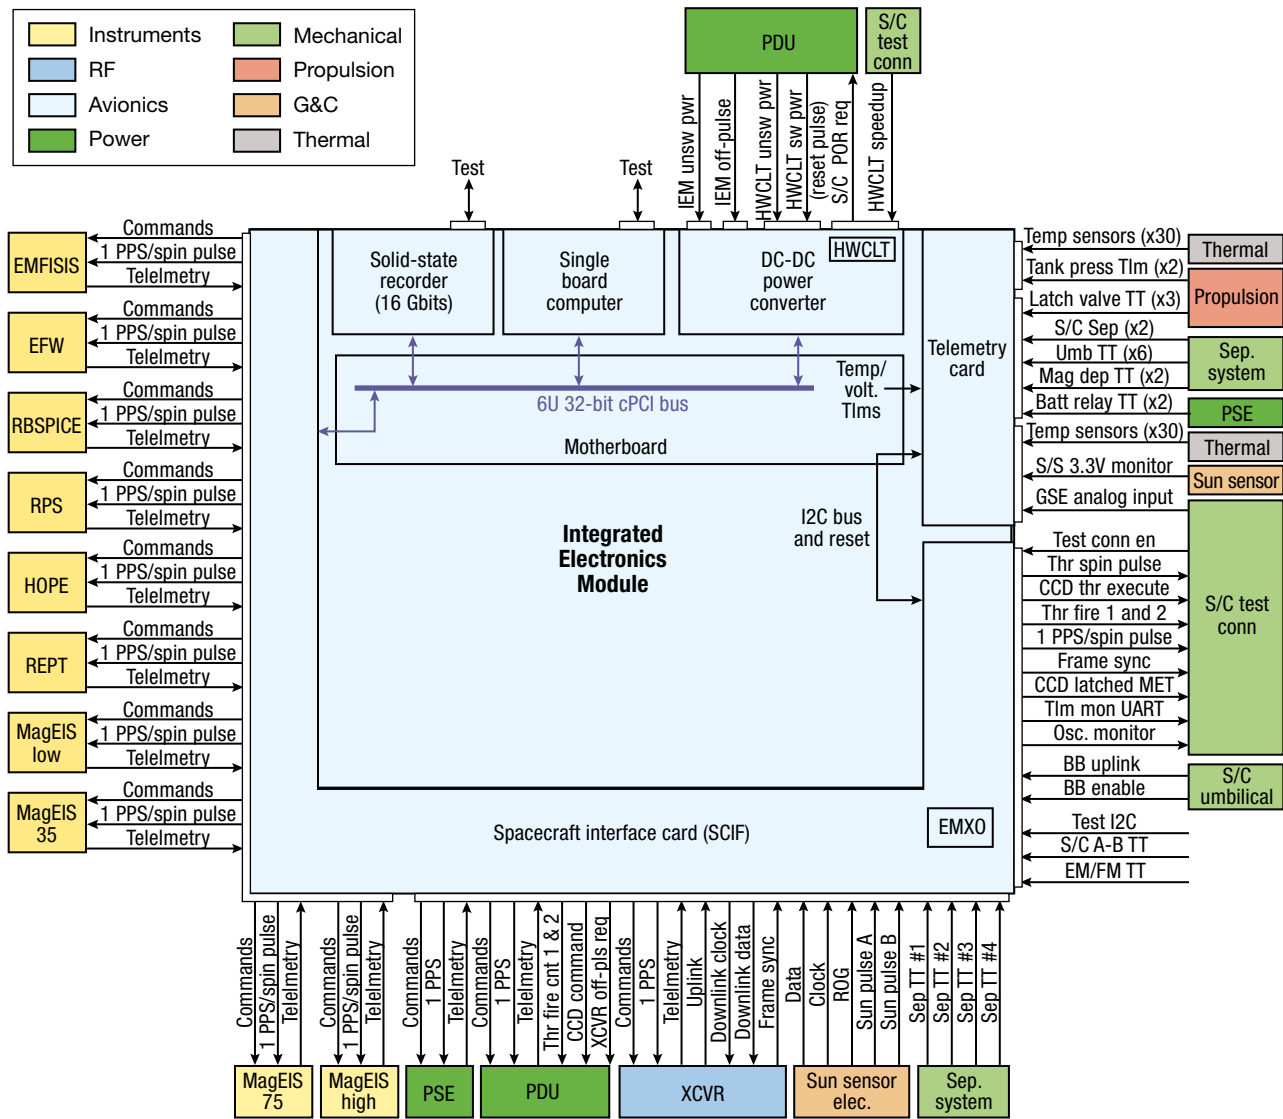 Instruments
RF
Avionics
Power
Mechanical
Propulsion
G&C
Thermal
PDU
S/C
test
conn
IEM unsw pwr
IEM off-pulse
HWCLT unsw pwr
HWCLT sw pwr
(reset pulse)
S/C POR req
HWCLT speedup
Test
Test
EMFISIS
Commands
1 PPS/spin pulse
Telelmetry
EFW
Commands
1 PPS/spin pulse
Telelmetry
RBSPICE
Commands
1 PPS/spin pulse
Telelmetry
RPS
Commands
1 PPS/spin pulse
Telelmetry
HOPE
Commands
1 PPS/spin pulse
Telelmetry
REPT
Commands
1 PPS/spin pulse
Telelmetry
MagEIS
low
Commands
1 PPS/spin pulse
Telelmetry
MagEIS
35
Commands
1 PPS/spin pulse
Telelmetry
Solid-state
recorder
(16 Gbits)
Single
board
computer
HWCLT
DC-DC
power
converter
Telemetry
card
6U 32-bit cPCI bus
Temp/
volt.
Tlms
Motherboard
I2C bus
and reset
Integrated
Electronics
Module
Spacecraft interface card (SCIF)
EMXO
Temp sensors (x30)
Tank press Tlm (x2)
Latch valve TT (x3)
S/C Sep (x2)
Umb TT (x6)
Mag dep TT (x2)
Batt relay TT (x2)
Temp sensors (x30)
S/S 3.3V monitor
GSE analog input
Test conn en
Thr spin pulse
CCD thr execute
Thr fire 1 and 2
1 PPS/spin pulse
Frame sync
CCD latched MET
Tlm mon UART
Osc. monitor
BB uplink
BB enable
Test I2C
S/C A-B TT
EM/FM TT
Thermal
Propulsion
Sep.
system
PSE
Thermal
Sun sensor
S/C test
conn
S/C
umbilical
Commands
1 PPS/spin pulse
Telelmetry
Commands
1 PPS/spin pulse
Telelmetry
Commands
1 PPS
Telelmetry
Commands
1 PPS
Telelmetry
Thr fire cnt 1 & 2
CCD command
XCVR off-pls req
Commands
1 PPS
Telelmetry
Uplink
Downlink clock
Downlink data
Frame sync
Data
Clock
ROG
Sun pulse A
Sun pulse B
Sep TT #1
Sep TT #2
Sep TT #3
Sep TT #4
MagEIS
75
MagEIS
high
PSE
PDU
XCVR
Sun sensor
elec.
Sep.
system